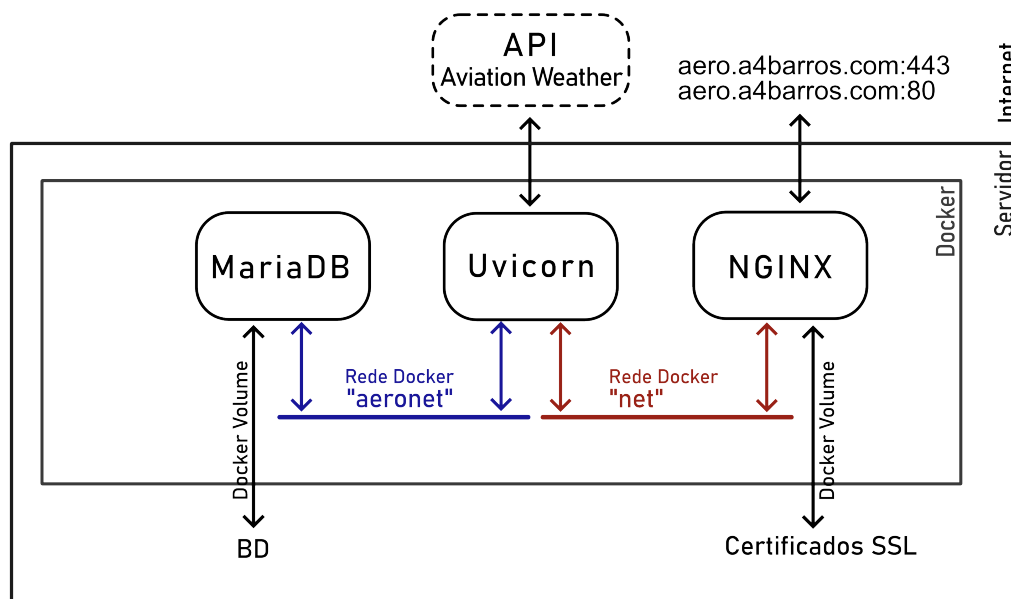 API
Aviation Weather
aero.a4barros.com:443
aero.a4barros.com:80
Internet
Servidor
Docker
MariaDB
Uvicorn
NGINX
Rede Docker
"aeronet"
Rede Docker
"net"
Docker Volume
Docker Volume
BD
Certificados SSL